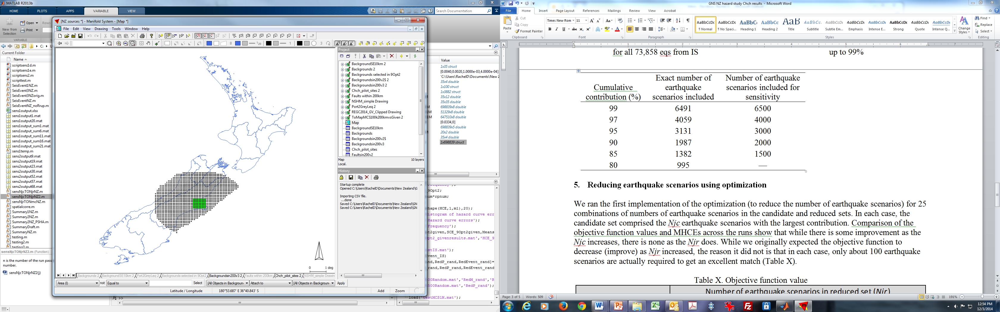 MATLAB R2013b
HOME PLOTS APPS VARIABLE VIEW
Search Documentation
New from
Selection
Open
Print
Rows
VARIABLE
Current Folder
Name
scriptsens1d.m
scriptsens1e.m
scriptsens2.m
scripttest.m
SeisEvent1NZ.m
SeisEvent3NZ.m
SeisEvent3NZorig.m
SeisEventNZ.m
SeisEventNZ_noRrup.m
sens1output.xlsx
sens1output1.mat
sens1output20.mat
sens1output_sum1.mat
sens1output_sum6.mat
sens1output_sum11.mat
sens1output_sum16.mat
sens1output_sum21.mat
sens1temp.m
sens2output9.mat
sens2output19.mat
sens2output23.mat
sens2output30.mat
sens2output52.mat
sens2output57.mat
sens2output68.mat
sensNjcTONjrNZ.m
sensNjcTONjrNZ2.m
sensNjrTONmcNZ.m
spatialcorre.m
Summary1NZ.m
Summary2NZ.m
Summary2NZ_PSHA.m
SummaryDraft.m
SummaryNZ.m
testing.m
testing2.m
testing3.m
sensNjcTONjrNZ2.m (Function)
n is the number of the run pass
number.
sensNjcTONjrNZ2(j)
[NZ sources *] - Manifold System - [Map *]
File Edit View Drawing Tools Window Help
Project
BackgroundSE10km 2
Backgrounds 2
Backgrounds selected in 9Opt2
Backgroundsin200v2$ 2
Backgroundsin200v3 2
Chch_pilot_sites 2
Faults within 200km
NSHM_simple Drawing
Port2GreyLeq 2
REGC2014_GV_Clipped Drawing
ToMapMCS100k200kmvsGiven 2
Map
BackgroundSE10km
Backgrounds
Backgroundsin200v2$
Backgroundsin200v3
Chch_pilot_sites
Faultsin200v2
Map 10 layers
Local.
History
Startup complete
Opened C:\Users\RachelD\Documents\New Zealand\G
Importing CSV file.
...done
Saved C:\Users\RachelD\Documents\New Zealand\GN
Saved C:\Users\RachelD\Documents\New Zealand\GN
0 1 deg
Backgrounds 2 BackgroundSE10km 2 Port2GreyLeq 2 Backgrounds selected in 9Opt2 Backgroundsin200v3 2 Faults within 200km Chch_pilot_sites 2 NSHM_simple Drawin
Area (I) not Equal to Select [All Objects in Backgroun Attach to [All Objects in Backgroun Apply
Latitude / Longitude 180°53.687' E 36°40.843' S Add Zoom
Value
1x35 struct
[0.0040,0.0020,1.0000e-03,4.0000e-04]
'C:\Users\RachelD\Documents\New Z
35x4 double
1x100 struct
1x3882 struct
35x12 double
35x35 double
698839x8 double
51329x8 double
647510x8 double
[0.0334,0]
698839x5 double
20x2 double
35x4 double
1x698839 struct
_9Opt2;
um*rpnum;
hape(HCE,1,m1),20);
istogram of hazard curve err
Hazard curve errors');
Frequency');
pt2given,SCE_9Opt2given,Means
pt2_givenresults.mat','HCE_9
stIS.mat');
vent_IS)
and,RedP_rand,RedEvent_rand]=
_rand,RedP_rand,RedEvent_rand
500Random.mat','RedM_rand','R
500Random.mat','RedP_rand');
load('testMCS1M.mat');
GNS NZ hazard study Chch results - Microsoft Word
File Home Insert Page Layout References Mailings Review View Acrobat
Paste
Cut
Copy
Format Painter
Clipboard
Times New Rom 11
Font
Paragraph
¶ Normal ¶ No Spaci... Heading 1 Heading 2 Title Subtitle Subtle Em... Emphasis Intense E... Strong Quote Intense Q...
Styles
Change
Styles
Find
Replace
Select
Editing
for all 73,858 eqs from IS up to 99%
Cumulative contribution (%) Exact number of earthquake scenarios included Number of earthquake scenarios included for sensitivity
99 6491 6500
97 4059 4000
95 3131 3000
90 1987 2000
85 1382 1500
80 995 —
5. Reducing earthquake scenarios using optimization
We ran the first implementation of the optimization (to reduce the number of earthquake scenarios) for 25
combinations of numbers of earthquake scenarios in the candidate and reduced sets. In each case, the
candidate set comprised the Njc earthquake scenarios with the largest contribution. Comparison of the
objective function values and MHCEs across the runs show that while there is some improvement as the
Njc increases, there is none as the Njr does. While we originally expected the objective function to
decrease (improve) as Njr increased, the reason it did not is that in each case, only about 100 earthquake
scenarios are actually required to get an excellent match (Table X).
Table X. Objective function value
Number of earthquake scenarios in reduced set (Njr)
Page: 3 of 5 Words: 509
191%
12:54 PM
12/3/2014